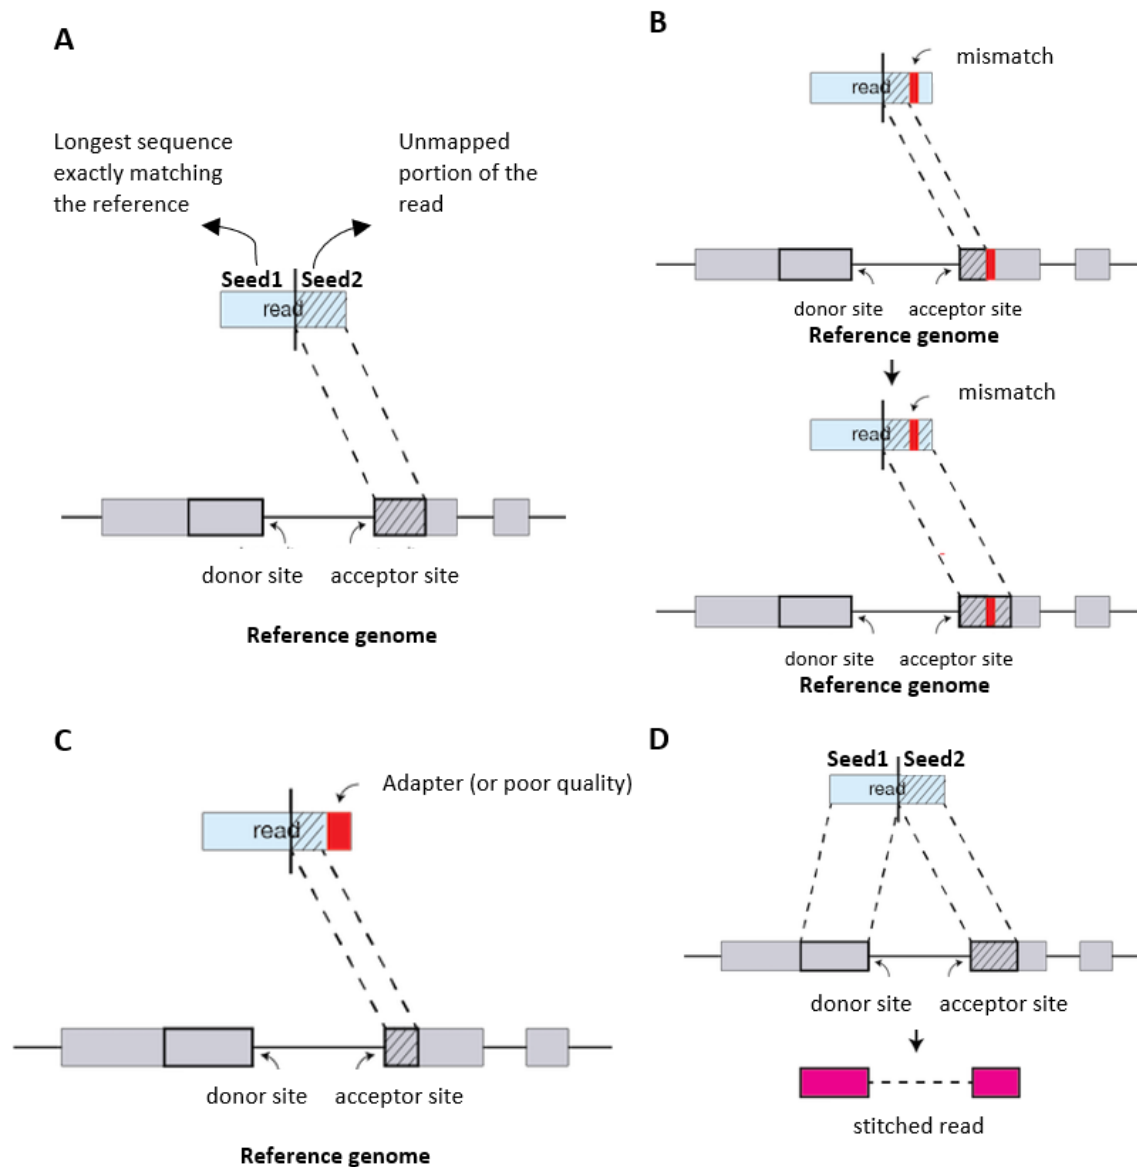 A
Longest sequence
exactly matching
the reference
Unmapped
portion of the
read
Seed1 Seed2
read
donor site acceptor site
Reference genome
B
mismatch
read
donor site acceptor site
Reference genome
mismatch
read
donor site acceptor site
Reference genome
C
Adapter (or poor quality)
read
donor site acceptor site
Reference genome
D
Seed1 Seed2
read
donor site acceptor site
stitched read